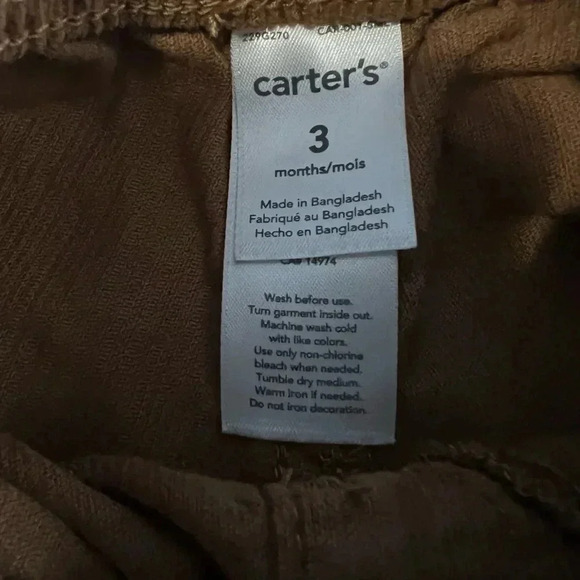 229G270
carter's®
3
months/mois
Made in Bangladesh
Fabriqué au Bangladesh
Hecho en Bangladesh
14974
Wash before use.
Turn garment inside out.
Machine wash cold
with like colors.
Use only non-chlorine
bleach when needed.
Tumble dry medium.
Warm iron if needed.
Do not iron decoration.